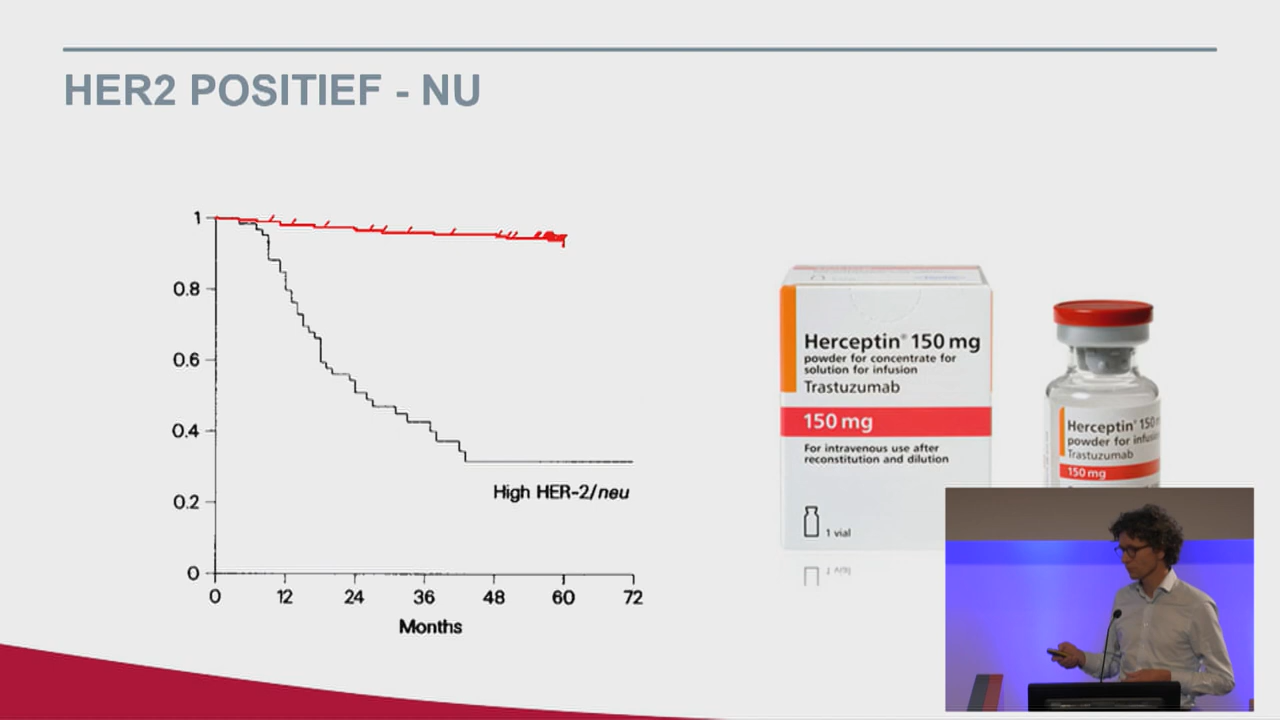 HER2 POSITIEF - NU
1
0.8
0.6
0.4
0.2
0
0 12 24 36 48 60 72
Months
High HER-2/neu
Herceptin® 150 mg
powder for concentrate for
solution for infusion
Trastuzumab
150 mg
For intravenous use after
reconstitution and dilution
1 vial
Herceptin® 150
powder for
Trastuzumab
150 mg